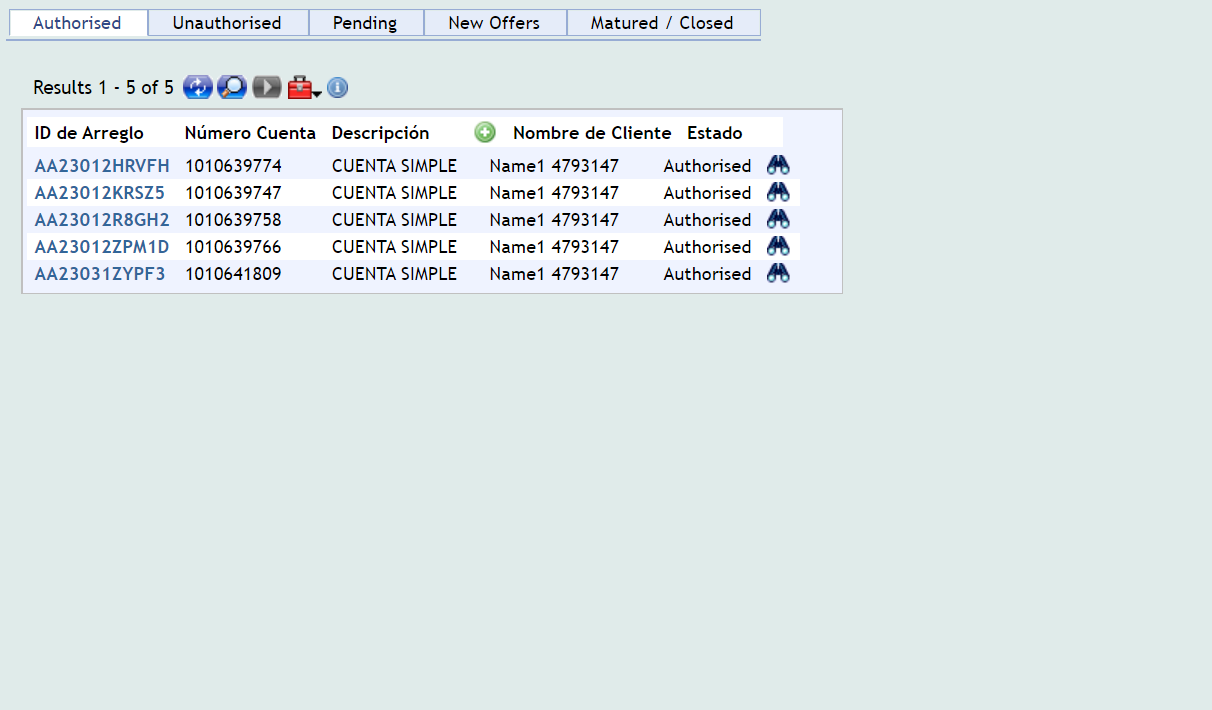 Authorised Unauthorised Pending New Offers Matured / Closed
Results 1 - 5 of 5
ID de Arreglo Número Cuenta Descripción Nombre de Cliente Estado
AA23012HRVFH 1010639774 CUENTA SIMPLE Name1 4793147 Authorised
AA23012KRSZ5 1010639747 CUENTA SIMPLE Name1 4793147 Authorised
AA23012R8GH2 1010639758 CUENTA SIMPLE Name1 4793147 Authorised
AA23012ZPM1D 1010639766 CUENTA SIMPLE Name1 4793147 Authorised
AA23031ZYPF3 1010641809 CUENTA SIMPLE Name1 4793147 Authorised